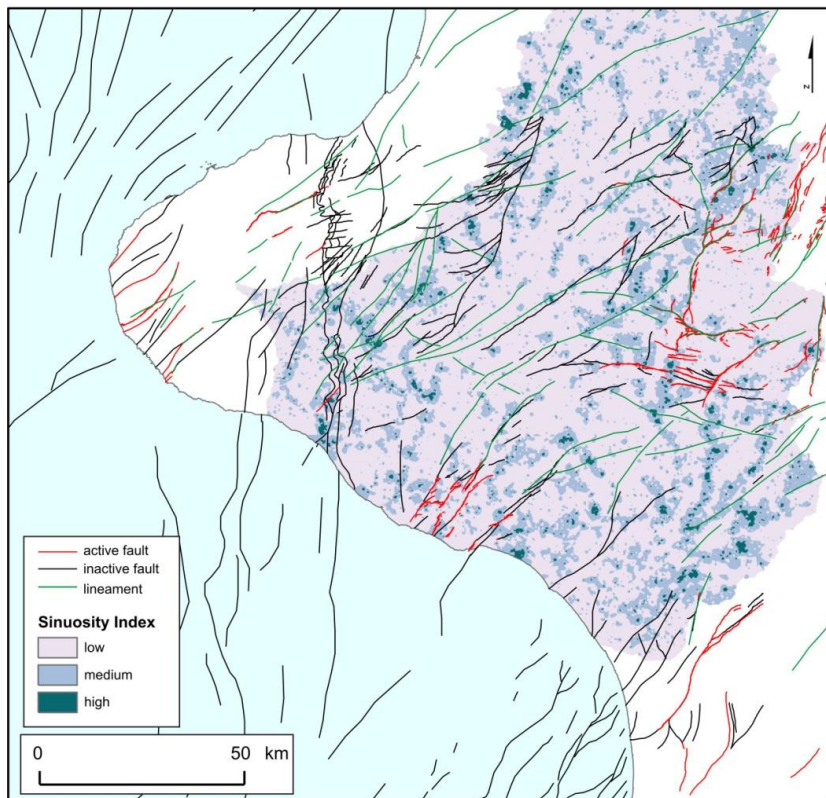 N
active fault
inactive fault
lineament
Sinuosity Index
low
medium
high
0 50 km